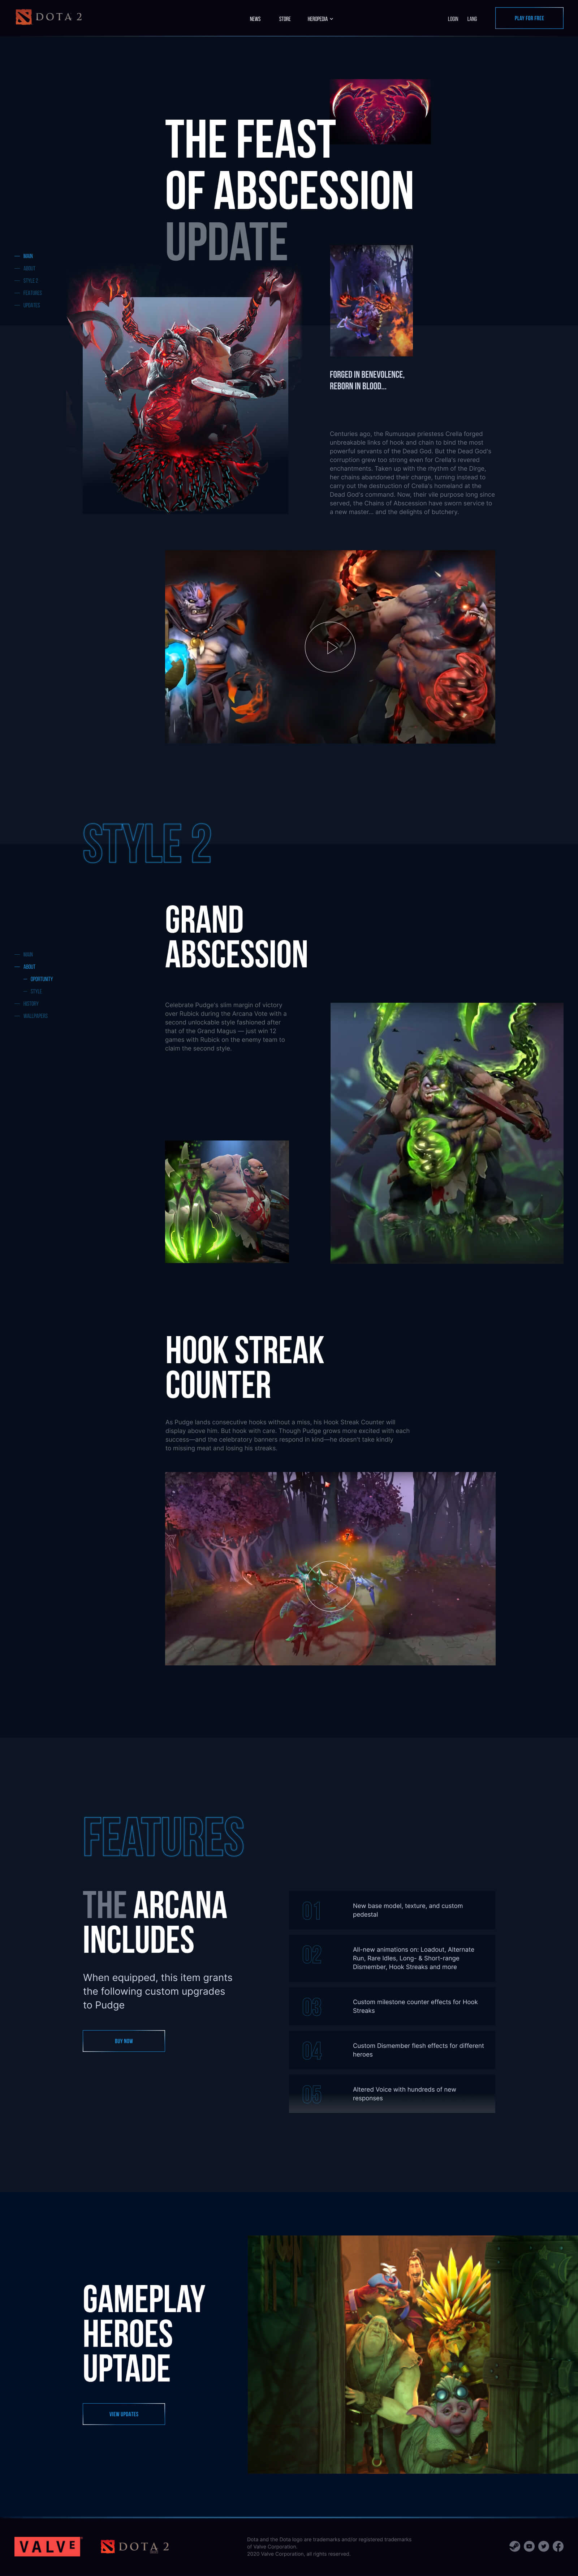 DOTA 2
NEWS
STORE
HEROPEDIA
LOGIN
LANG
PLAY FOR FREE
THE FEAST
OF ABSCESSION
UPDATE
MAIN
ABOUT
STYLE 2
FEATURES
UPDATES
FORGED IN BENEVOLENCE,
REBORN IN BLOOD...
Centuries ago, the Rumusque priestess Crella forged
unbreakable links of hook and chain to bind the most
powerful servants of the Dead God. But the Dead God's
corruption grew too strong even for Crella's revered
enchantments. Taken up with the rhythm of the Dirge,
her chains abandoned their charge, turning instead to
carry out the destruction of Crella's homeland at the
Dead God's command. Now, their vile purpose long since
served, the Chains of Abscession have sworn service to
a new master... and the delights of butchery.
STYLE 2
GRAND
ABSCESSION
MAIN
ABOUT
OPORTUNITY
STYLE
HISTORY
WALLPAPERS
Celebrate Pudge's slim margin of victory
over Rubick during the Arcana Vote with a
second unlockable style fashioned after
that of the Grand Magus — just win 12
games with Rubick on the enemy team to
claim the second style.
HOOK STREAK
COUNTER
As Pudge lands consecutive hooks without a miss, his Hook Streak Counter will
display above him. But hook with care. Though Pudge grows more excited with each
success—and the celebratory banners respond in kind—he doesn't take kindly
to missing meat and losing his streaks.
FEATURES
THE ARCANA
INCLUDES
When equipped, this item grants
the following custom upgrades
to Pudge
BUY NOW
01
New base model, texture, and custom
pedestal
02
All-new animations on: Loadout, Alternate
Run, Rare Idles, Long- & Short-range
Dismember, Hook Streaks and more
03
Custom milestone counter effects for Hook
Streaks
04
Custom Dismember flesh effects for different
heroes
05
Altered Voice with hundreds of new
responses
GAMEPLAY
HEROES
UPTADE
VIEW UPDATES
VALVE
DOTA 2
Dota and the Dota logo are trademarks and/or registered trademarks
of Valve Corporation.
2020 Valve Corporation, all rights reserved.